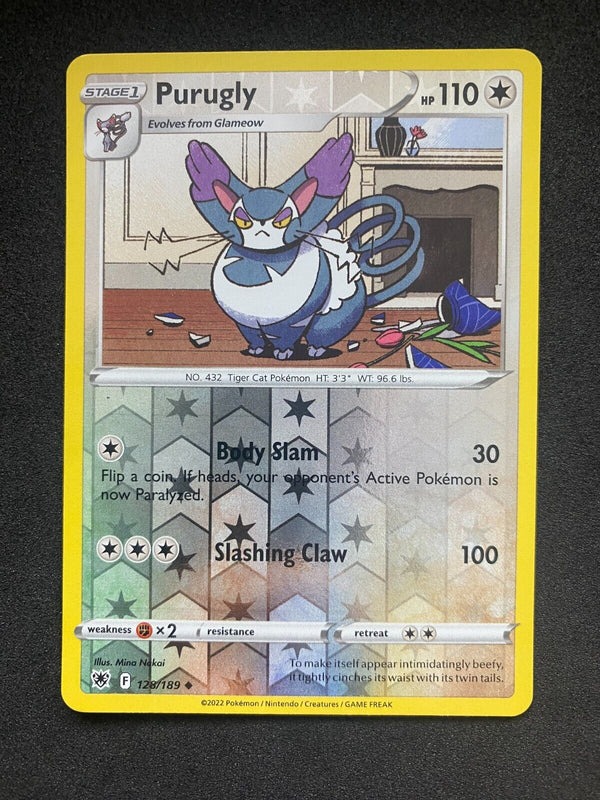 STAGE 1 Purugly HP 110
Evolves from Glameow
NO. 432 Tiger Cat Pokémon HT: 3'3" WT: 96.6 lbs.
Body Slam 30
Flip a coin. If heads, your opponent's Active Pokémon is
now Paralyzed.
Slashing Claw 100
weakness ×2 resistance retreat
Illus. Mina Nakai
To make itself appear intimidatingly beefy,
it tightly cinches its waist with its twin tails.
F 128/189
©2022 Pokémon / Nintendo / Creatures / GAME FREAK